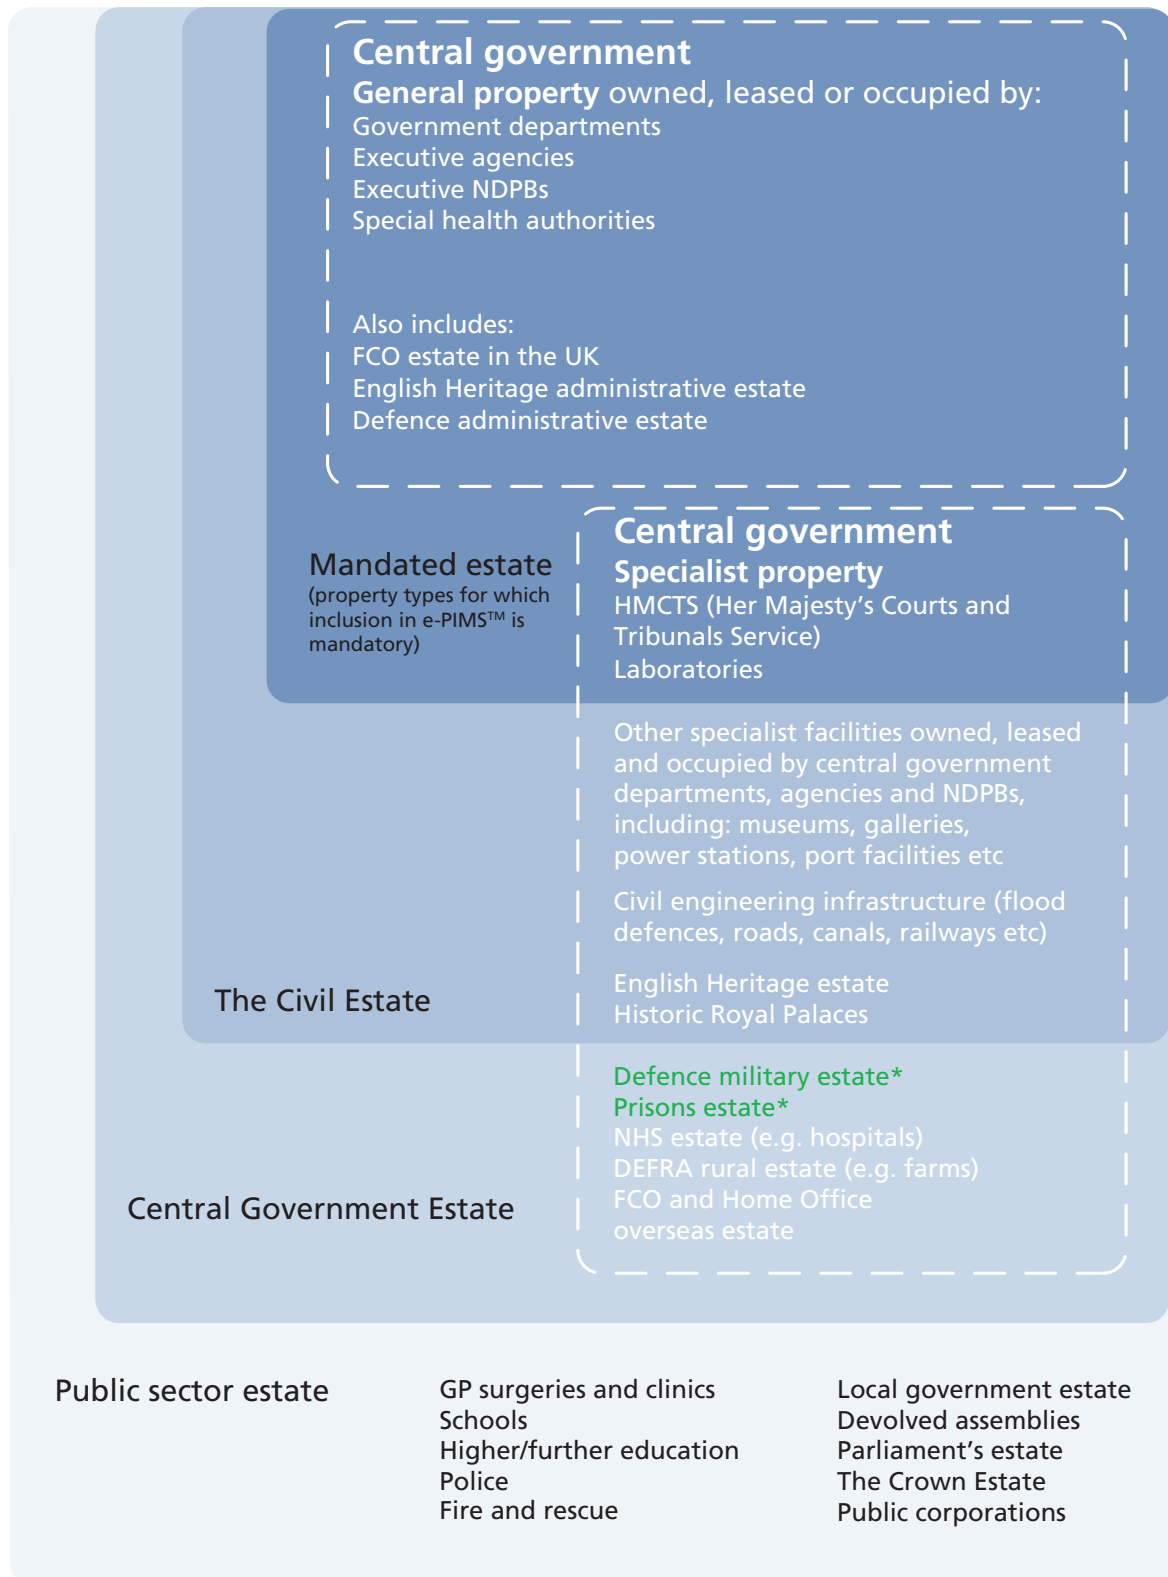 Central government
General property owned, leased or occupied by:
Government departments
Executive agencies
Executive NDPBs
Special health authorities
Also includes:
FCO estate in the UK
English Heritage administrative estate
Defence administrative estate
Mandated estate
(property types for which
inclusion in e-PIMS™ is
mandatory)
Central government
Specialist property
HMCTS (Her Majesty’s Courts and
Tribunals Service)
Laboratories
Other specialist facilities owned, leased
and occupied by central government
departments, agencies and NDPBs,
including: museums, galleries,
power stations, port facilities etc
Civil engineering infrastructure (flood
defences, roads, canals, railways etc)
English Heritage estate
Historic Royal Palaces
The Civil Estate
Defence military estate*
Prisons estate*
NHS estate (e.g. hospitals)
DEFRA rural estate (e.g. farms)
FCO and Home Office
overseas estate
Central Government Estate
Public sector estate
GP surgeries and clinics
Schools
Higher/further education
Police
Fire and rescue
Local government estate
Devolved assemblies
Parliament’s estate
The Crown Estate
Public corporations